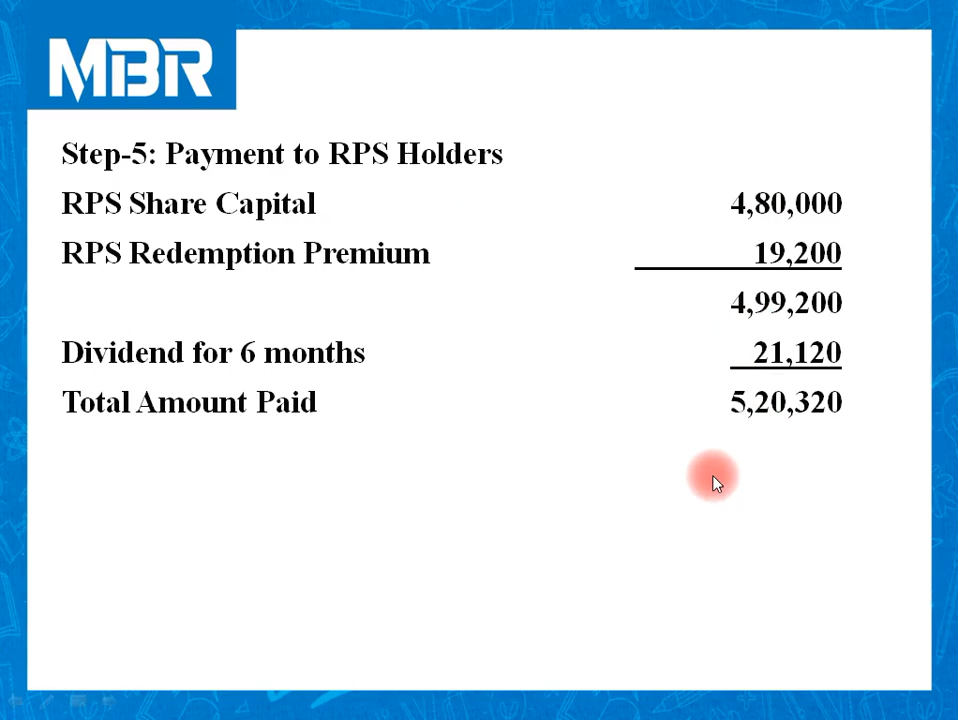 MBR
Step-5: Payment to RPS Holders
RPS Share Capital 4,80,000
RPS Redemption Premium 19,200
4,99,200
Dividend for 6 months 21,120
Total Amount Paid 5,20,320